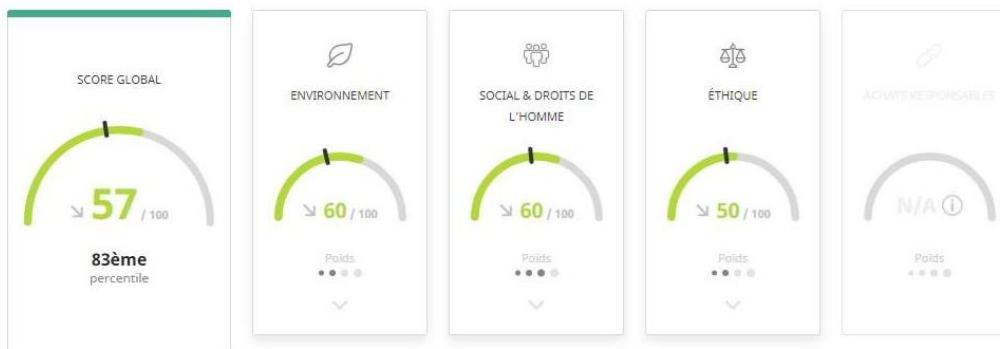 SCORE GLOBAL
57 / 100
83ème
percentile
ENVIRONNEMENT
60 / 100
Poids
SOCIAL & DROITS DE
L'HOMME
60 / 100
Poids
ÉTHIQUE
50 / 100
Poids
ACHATS RESPONSABLES
N/A
Poids